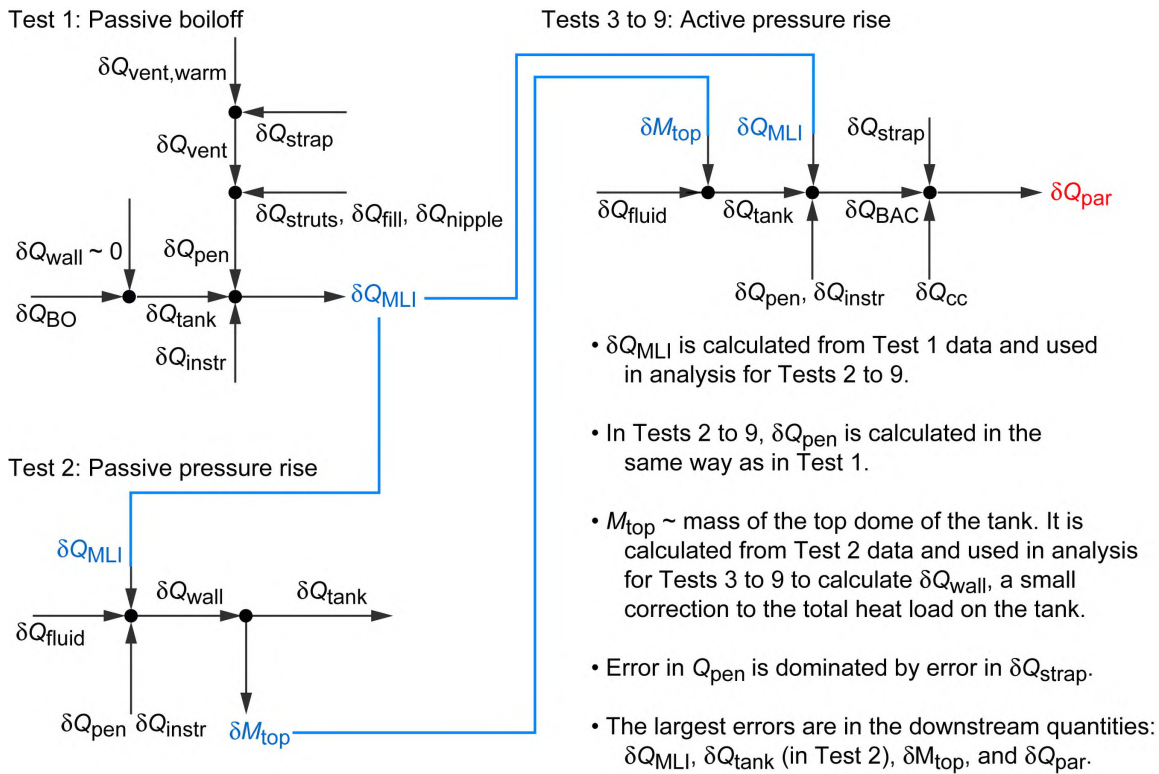 Test 1: Passive boiloff
δQvent,warm
δQstrap
δQvent
δQstruts, δQfill, δQnipple
δQwall ~ 0
δQpen
δQMLI
δQBO
δQtank
δQinstr
Test 2: Passive pressure rise
δQMLI
δQwall
δQtank
δQfluid
δQpen δQinstr
δMtop
Tests 3 to 9: Active pressure rise
δMtop
δQMLI
δQstrap
δQpar
δQfluid
δQtank
δQBAC
δQpen, δQinstr
δQcc
• δQMLI is calculated from Test 1 data and used
in analysis for Tests 2 to 9.
• In Tests 2 to 9, δQpen is calculated in the
same way as in Test 1.
• Mtop ~ mass of the top dome of the tank. It is
calculated from Test 2 data and used in analysis
for Tests 3 to 9 to calculate δQwall, a small
correction to the total heat load on the tank.
• Error in Qpen is dominated by error in δQstrap.
• The largest errors are in the downstream quantities:
δQMLI, δQtank (in Test 2), δMtop, and δQpar.